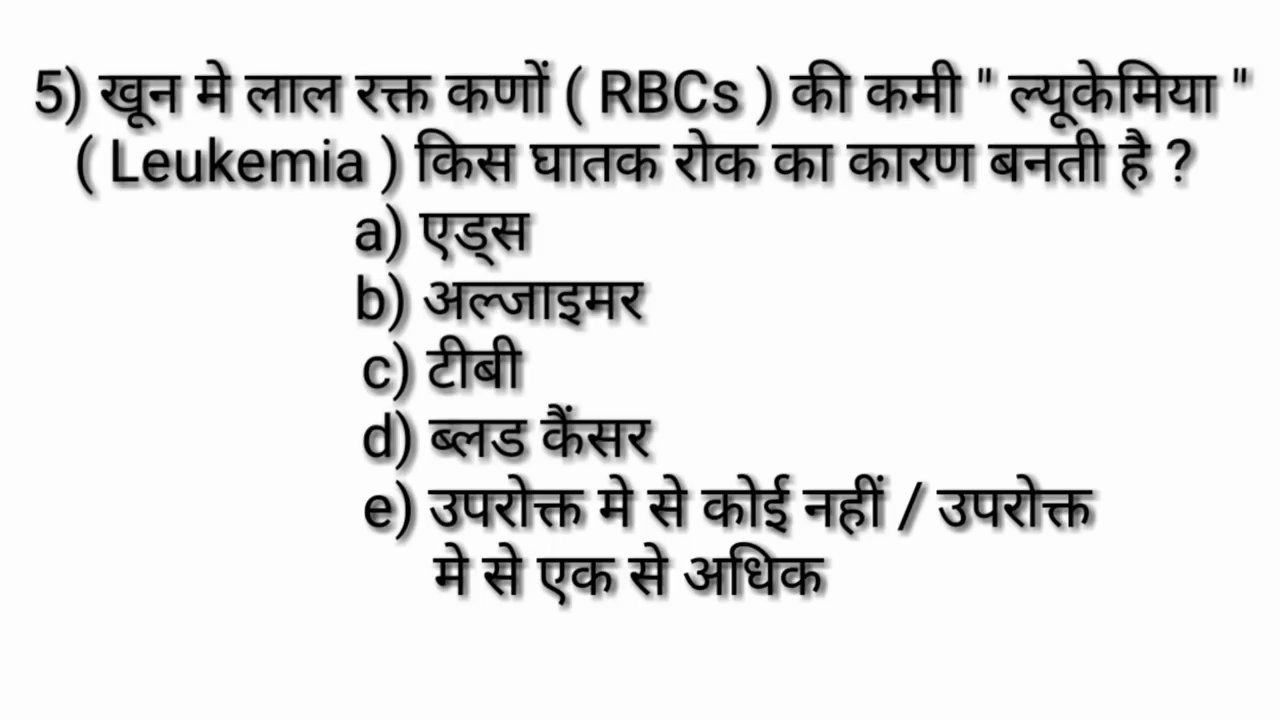 5) खून मे लाल रक्त कणों ( RBCs ) की कमी " ल्यूकेमिया "
( Leukemia ) किस घातक रोक का कारण बनती है ?
a) एड्स
b) अल्जाइमर
c) टीबी
d) ब्लड कैंसर
e) उपरोक्त मे से कोई नहीं / उपरोक्त
मे से एक से अधिक